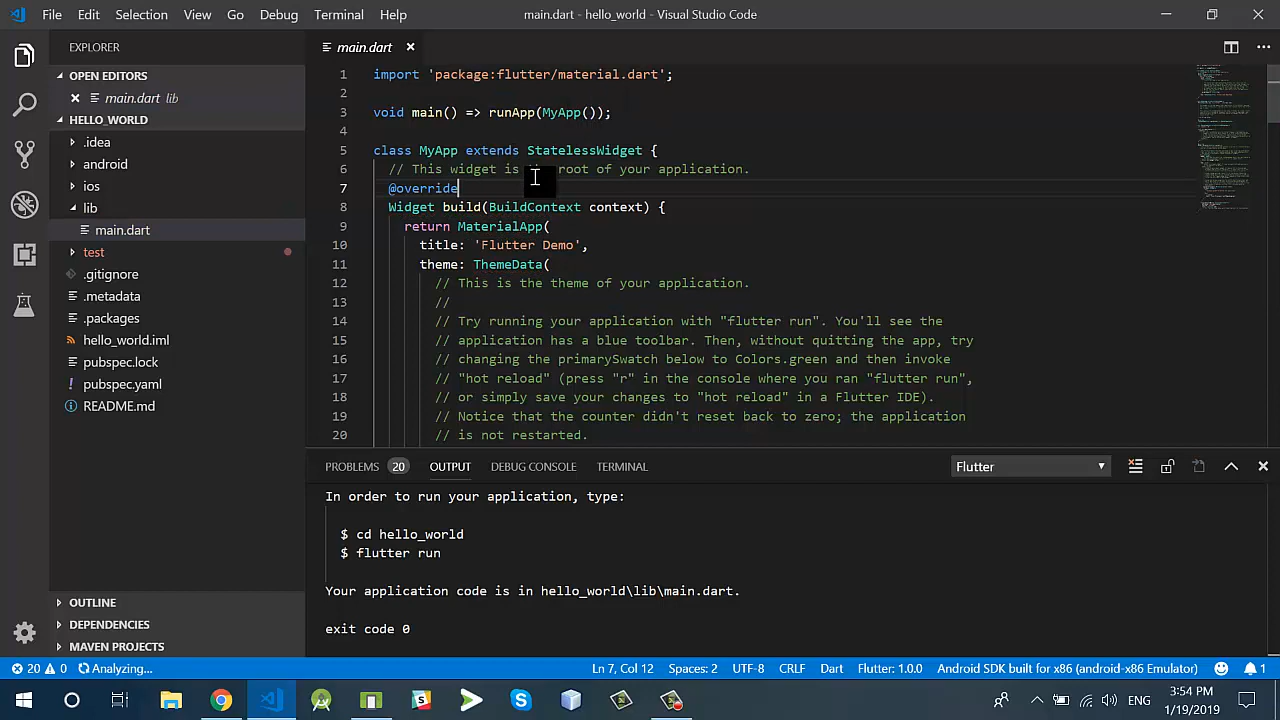 File Edit Selection View Go Debug Terminal Help
main.dart - hello_world - Visual Studio Code
EXPLORER
OPEN EDITORS
main.dart lib
HELLO_WORLD
.idea
android
ios
lib
main.dart
test
.gitignore
.metadata
.packages
hello_world.iml
pubspec.lock
pubspec.yaml
README.md
OUTLINE
DEPENDENCIES
MAVEN PROJECTS
main.dart
1 import 'package:flutter/material.dart';
2
3 void main() => runApp(MyApp());
4
5 class MyApp extends StatelessWidget {
6 // This widget is root of your application.
7 @override
8 Widget build(BuildContext context) {
9 return MaterialApp(
10 title: 'Flutter Demo',
11 theme: ThemeData(
12 // This is the theme of your application.
13 //
14 // Try running your application with "flutter run". You'll see the
15 // application has a blue toolbar. Then, without quitting the app, try
16 // changing the primarySwatch below to Colors.green and then invoke
17 // "hot reload" (press "r" in the console where you ran "flutter run",
18 // or simply save your changes to "hot reload" in a Flutter IDE).
19 // Notice that the counter didn't reset back to zero; the application
20 // is not restarted.
PROBLEMS 20 OUTPUT DEBUG CONSOLE TERMINAL Flutter
In order to run your application, type:
$ cd hello_world
$ flutter run
Your application code is in hello_world\lib\main.dart.
exit code 0
20 0 Analyzing... Ln 7, Col 12 Spaces: 2 UTF-8 CRLF Dart Flutter: 1.0.0 Android SDK built for x86 (android-x86 Emulator) 1
ENG 3:54 PM
1/19/2019